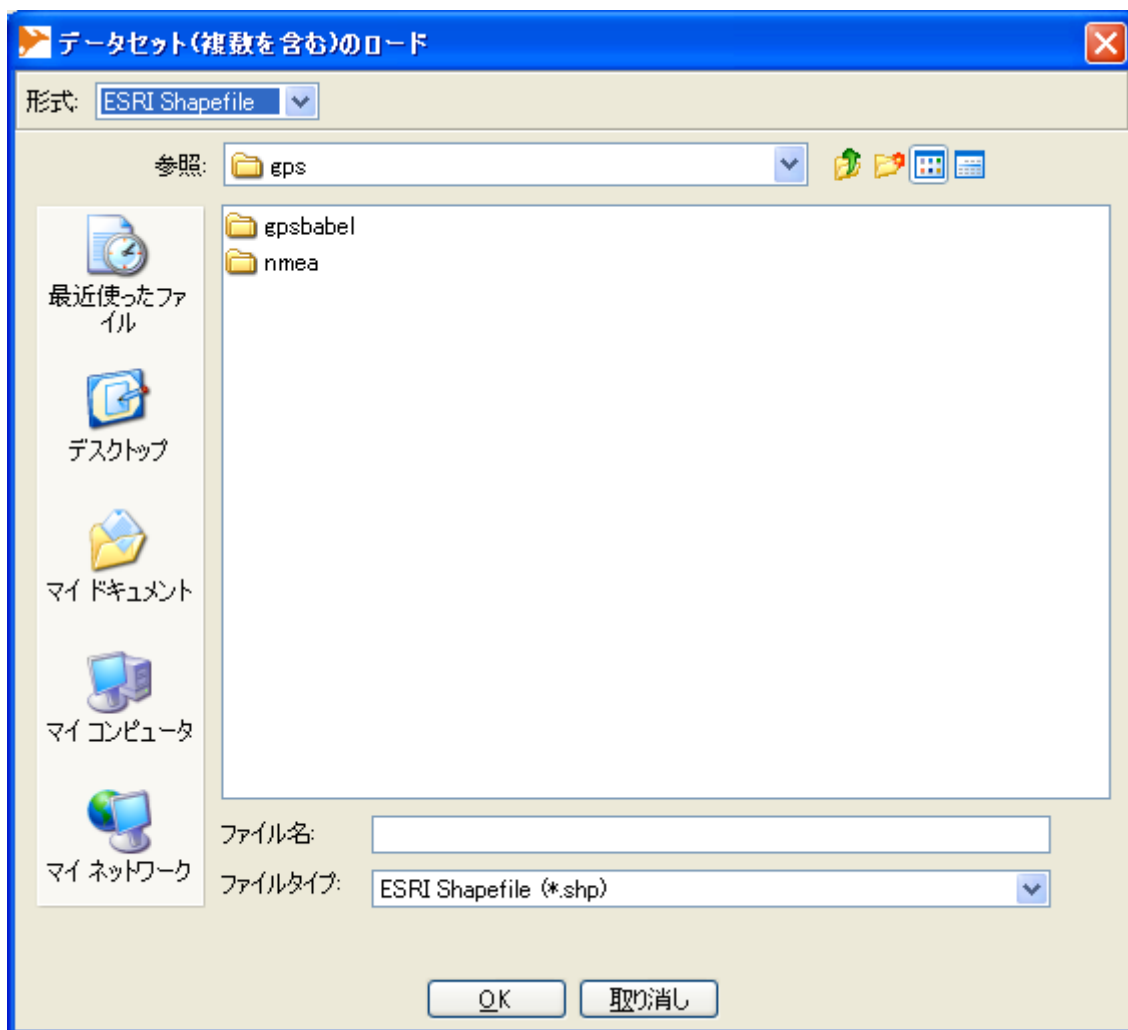 データセット(複数を含む)のロード
形式: ESRI Shapefile
参照: gps
gpsbabel
nmea
最近使ったファ
イル
デスクトップ
マイ ドキュメント
マイ コンピュータ
マイ ネットワーク
ファイル名:
ファイルタイプ: ESRI Shapefile (*.shp)
OK 取り消し